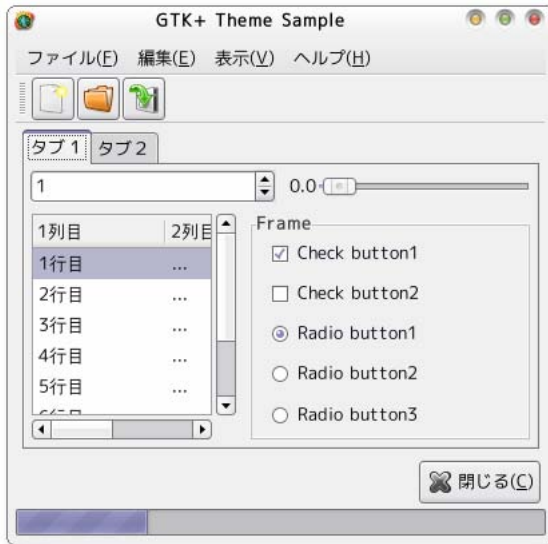 GTK+ Theme Sample
ファイル(F) 編集(E) 表示(V) ヘルプ(H)
タブ 1 タブ 2
1 0.0
1列目 2列目
1行目 ...
2行目 ...
3行目 ...
4行目 ...
5行目 ...
Frame
Check button1
Check button2
Radio button1
Radio button2
Radio button3
閉じる(C)